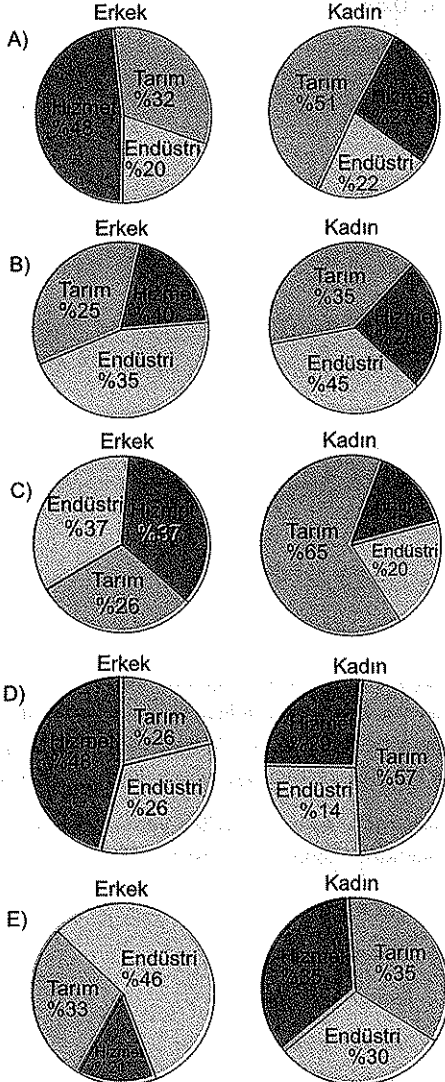 Erkek Kadın
A)
Hizmet Tarım
%32
Endüstri
%20
Tarım
%51
Endüstri
%22
Erkek Kadın
B)
Tarım
%25
Endüstri
%35
Tarım
%35
Endüstri
%45
Erkek Kadın
C)
Endüstri
%37
Hizmet
%37
Tarım
%26
Tarım
%65
Endüstri
%20
Erkek Kadın
D)
Hizmet
%48
Tarım
%26
Endüstri
%26
Hizmet
Tarım
%57
Endüstri
%14
Erkek Kadın
E)
Endüstri
%46
Tarım
%33
Hizmet
Hizmet
Tarım
%35
Endüstri
%30